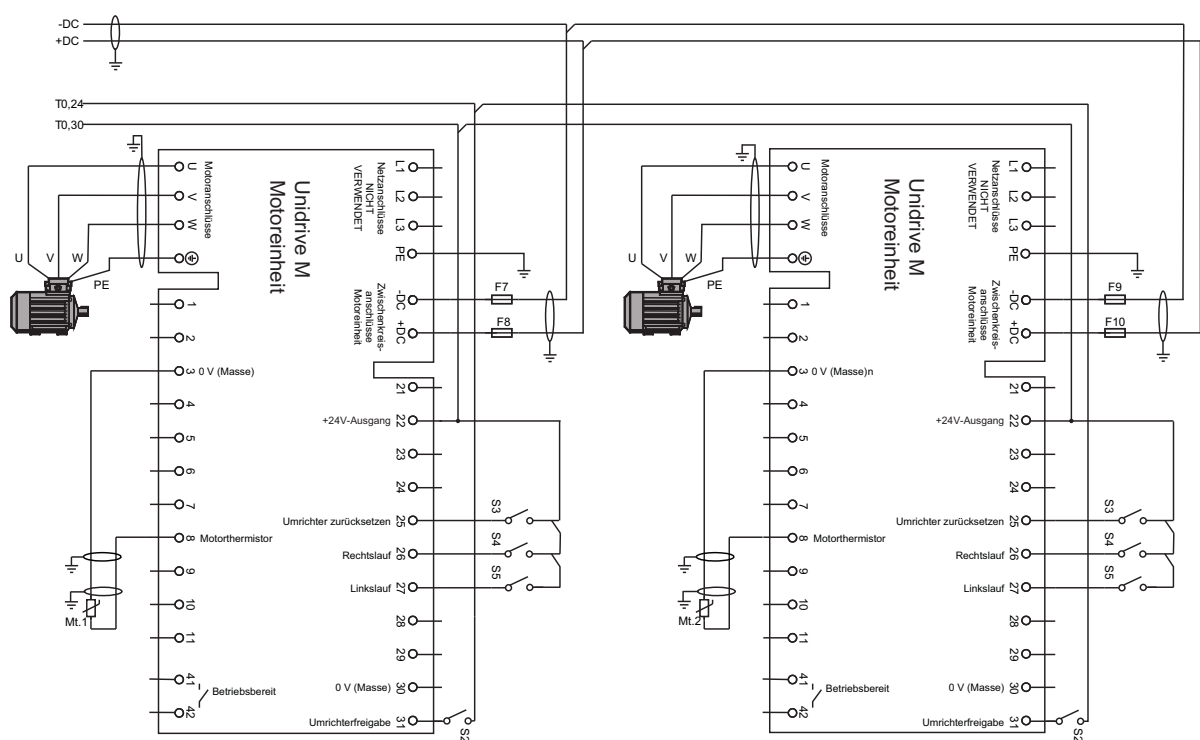 -DC
+DC
T0,24
T0,30
U
V
W
Motoranschlüsse
U
V
W
PE
Unidrive M
Motoreinheit
L1
L2
L3
PE
Netzanschlüsse
NICHT
VERWENDET
-DC
+DC
Zwischenkreis-
anschlüsse
Motoreinheit
F7
F8
1
2
3 0 V (Masse)
4
5
6
7
8 Motorthermistor
9
10
11
41
42
Betriebsbereit
Mt.1
21
+24V-Ausgang 22
23
24
Umrichter zurücksetzen 25
Rechtslauf 26
Linkslauf 27
28
29
0 V (Masse) 30
Umrichterfreigabe 31
S3
S4
S5
S2
U
V
W
Motoranschlüsse
U
V
W
PE
Unidrive M
Motoreinheit
L1
L2
L3
PE
Netzanschlüsse
NICHT
VERWENDET
-DC
+DC
Zwischenkreis-
anschlüsse
Motoreinheit
F9
F10
1
2
3 0 V (Masse)n
4
5
6
7
8 Motorthermistor
9
10
11
41
42
Betriebsbereit
Mt.2
21
+24V-Ausgang 22
23
24
Umrichter zurücksetzen 25
Rechtslauf 26
Linkslauf 27
28
29
0 V (Masse) 30
Umrichterfreigabe 31
S3
S4
S5
S2